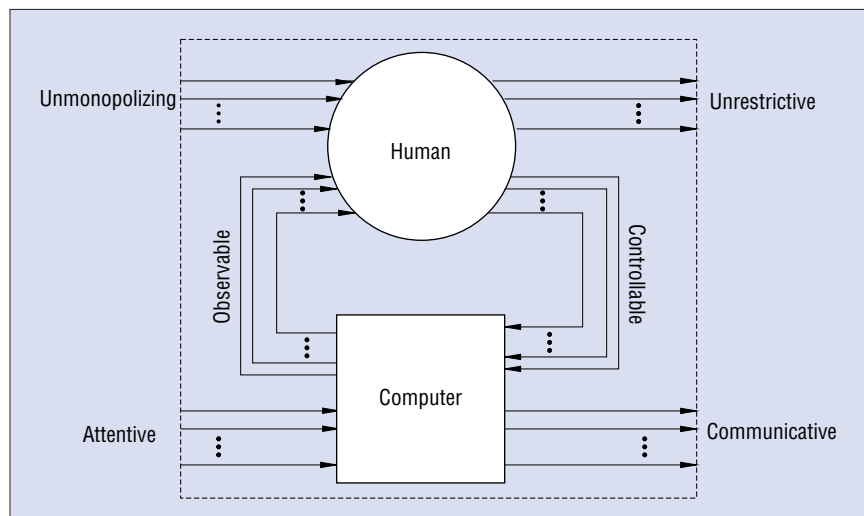 Unmonopolizing
Unrestrictive
Human
Observable
Controllable
Computer
Attentive
Communicative